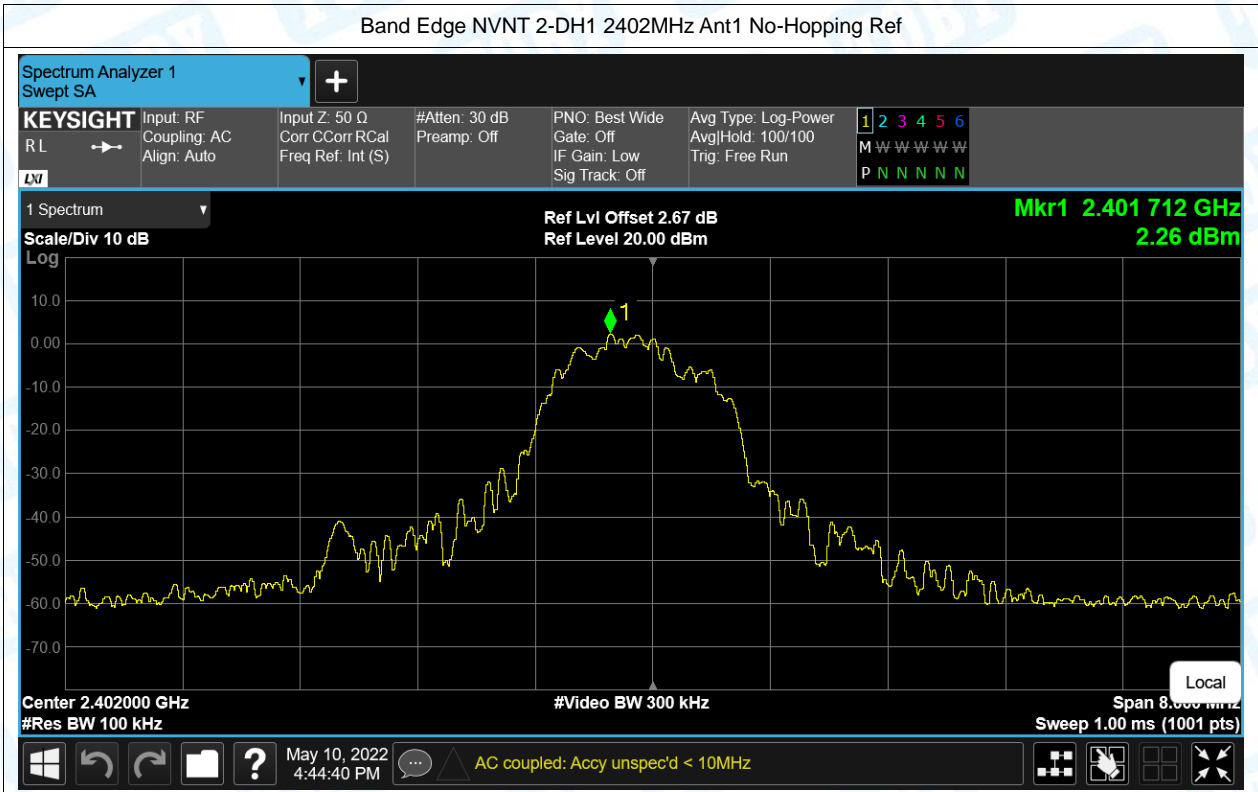 Band Edge NVNT 2-DH1 2402MHz Ant1 No-Hopping Ref
Spectrum Analyzer 1
Swept SA
KEYSIGHT
RL
LXI
Input: RF
Coupling: AC
Align: Auto
Input Z: 50 Ω
Corr CCorr RCal
Freq Ref: Int (S)
#Atten: 30 dB
Preamp: Off
PNO: Best Wide
Gate: Off
IF Gain: Low
Sig Track: Off
Avg Type: Log-Power
Avg|Hold: 100/100
Trig: Free Run
1 2 3 4 5 6
M W W W W W
P N N N N N
1 Spectrum
Scale/Div 10 dB
Log
Ref Lvl Offset 2.67 dB
Ref Level 20.00 dBm
Mkr1 2.401 712 GHz
2.26 dBm
1
10.0
0.00
-10.0
-20.0
-30.0
-40.0
-50.0
-60.0
-70.0
Local
Center 2.402000 GHz
#Video BW 300 kHz
Span 8.000 MHz
#Res BW 100 kHz
Sweep 1.00 ms (1001 pts)
?
May 10, 2022
4:44:40 PM
AC coupled: Accy unspec'd < 10MHz